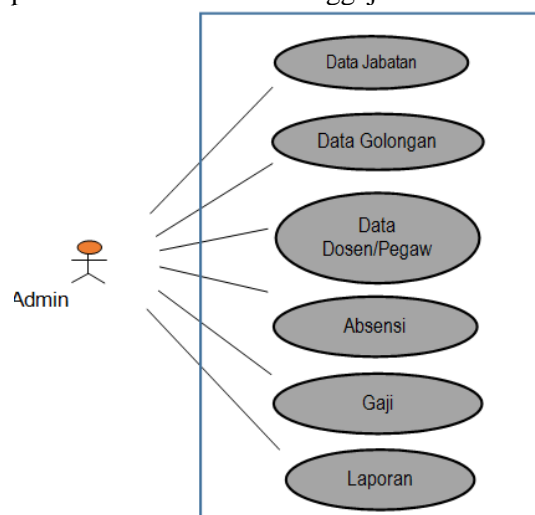 Data Jabatan
Data Golongan
Data
Dosen/Pegaw
Absensi
Admin
Gaji
Laporan